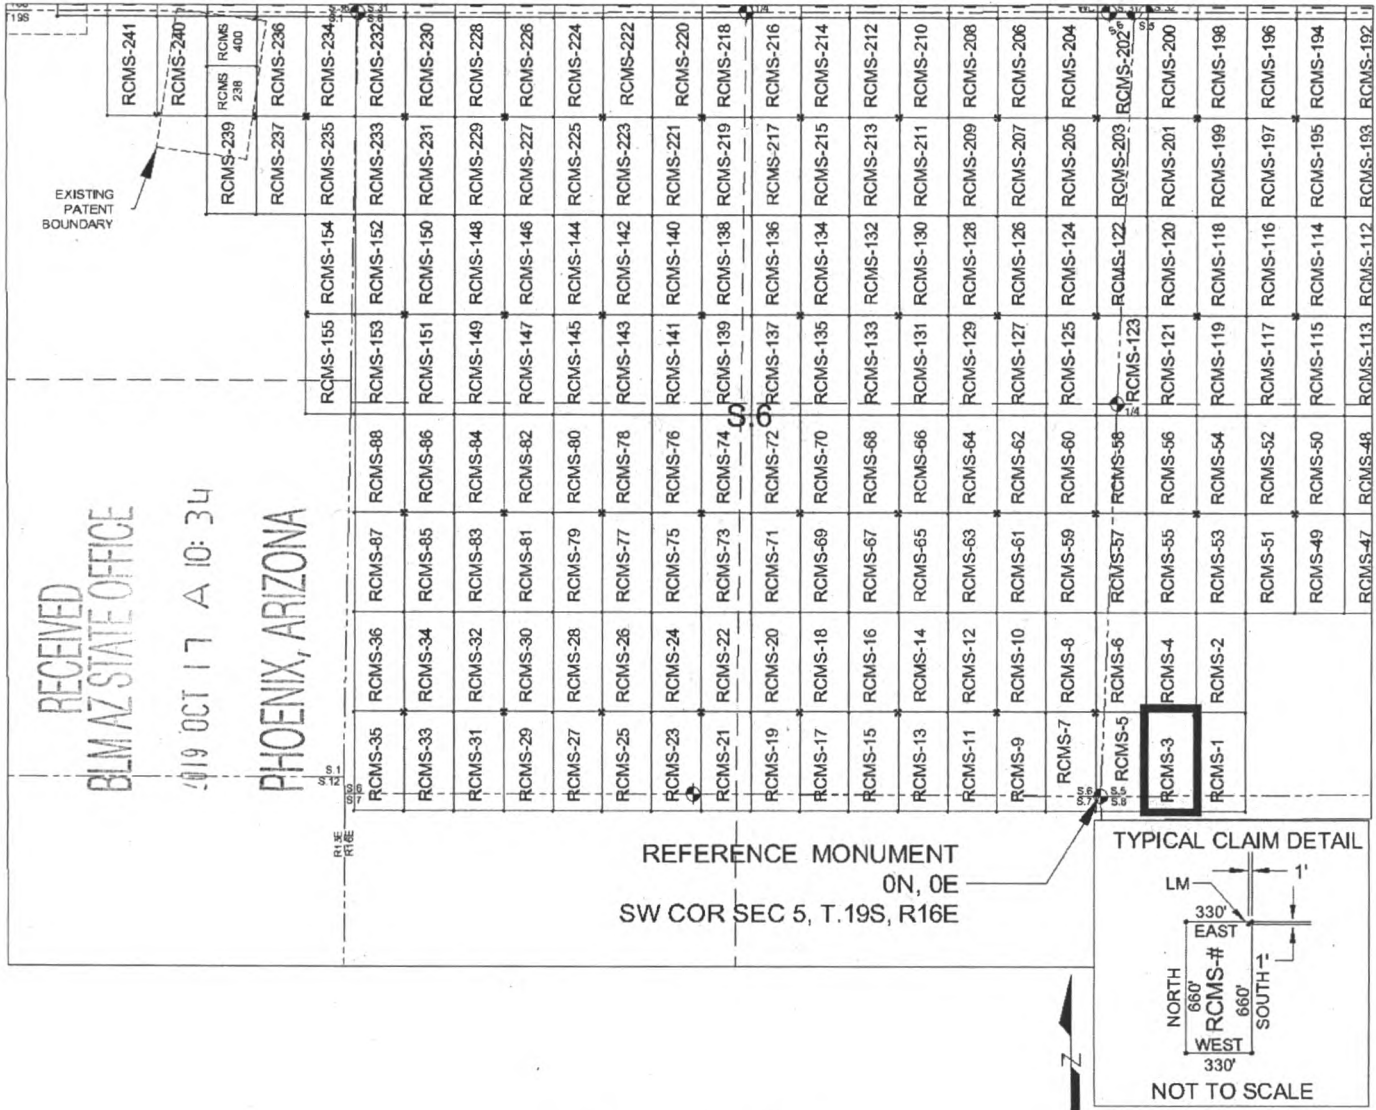 T19S
S.36 S.31
S.1 S.6
1/4
WC S.31 S.32
S.6 S.5
RCMS-241
RCMS-240
RCMS 400
RCMS 238
RCMS-236
RCMS-234
RCMS-232
RCMS-230
RCMS-228
RCMS-226
RCMS-224
RCMS-222
RCMS-220
RCMS-218
RCMS-216
RCMS-214
RCMS-212
RCMS-210
RCMS-208
RCMS-206
RCMS-204
RCMS-202
RCMS-200
RCMS-198
RCMS-196
RCMS-194
RCMS-192
RCMS-239
RCMS-237
RCMS-235
RCMS-233
RCMS-231
RCMS-229
RCMS-227
RCMS-225
RCMS-223
RCMS-221
RCMS-219
RCMS-217
RCMS-215
RCMS-213
RCMS-211
RCMS-209
RCMS-207
RCMS-205
RCMS-203
RCMS-201
RCMS-199
RCMS-197
RCMS-195
RCMS-193
EXISTING
PATENT
BOUNDARY
RCMS-154
RCMS-152
RCMS-150
RCMS-148
RCMS-146
RCMS-144
RCMS-142
RCMS-140
RCMS-138
RCMS-136
RCMS-134
RCMS-132
RCMS-130
RCMS-128
RCMS-126
RCMS-124
RCMS-122
RCMS-120
RCMS-118
RCMS-116
RCMS-114
RCMS-112
RCMS-155
RCMS-153
RCMS-151
RCMS-149
RCMS-147
RCMS-145
RCMS-143
RCMS-141
RCMS-139
RCMS-137
RCMS-135
RCMS-133
RCMS-131
RCMS-129
RCMS-127
RCMS-125
RCMS-123
RCMS-121
RCMS-119
RCMS-117
RCMS-115
RCMS-113
1/4
S.6
RCMS-88
RCMS-86
RCMS-84
RCMS-82
RCMS-80
RCMS-78
RCMS-76
RCMS-74
RCMS-72
RCMS-70
RCMS-68
RCMS-66
RCMS-64
RCMS-62
RCMS-60
RCMS-58
RCMS-56
RCMS-54
RCMS-52
RCMS-50
RCMS-48
RCMS-87
RCMS-85
RCMS-83
RCMS-81
RCMS-79
RCMS-77
RCMS-75
RCMS-73
RCMS-71
RCMS-69
RCMS-67
RCMS-65
RCMS-63
RCMS-61
RCMS-59
RCMS-57
RCMS-55
RCMS-53
RCMS-51
RCMS-49
RCMS-47
RECEIVED
BLM AZ STATE OFFICE
2019 OCT 17 A 10: 34
PHOENIX, ARIZONA
RCMS-36
RCMS-34
RCMS-32
RCMS-30
RCMS-28
RCMS-26
RCMS-24
RCMS-22
RCMS-20
RCMS-18
RCMS-16
RCMS-14
RCMS-12
RCMS-10
RCMS-8
RCMS-6
RCMS-4
RCMS-2
RCMS-35
RCMS-33
RCMS-31
RCMS-29
RCMS-27
RCMS-25
RCMS-23
RCMS-21
RCMS-19
RCMS-17
RCMS-15
RCMS-13
RCMS-11
RCMS-9
RCMS-7
RCMS-5
RCMS-3
RCMS-1
S.1
S.12
S.6
S.7
S.6 S.5
S.7 S.8
R15E
R16E
REFERENCE MONUMENT
0N, 0E
SW COR SEC 5, T.19S, R16E
TYPICAL CLAIM DETAIL
LM
1'
330'
EAST
1'
NORTH
660'
RCMS-#
660'
SOUTH
WEST
330'
NOT TO SCALE
N